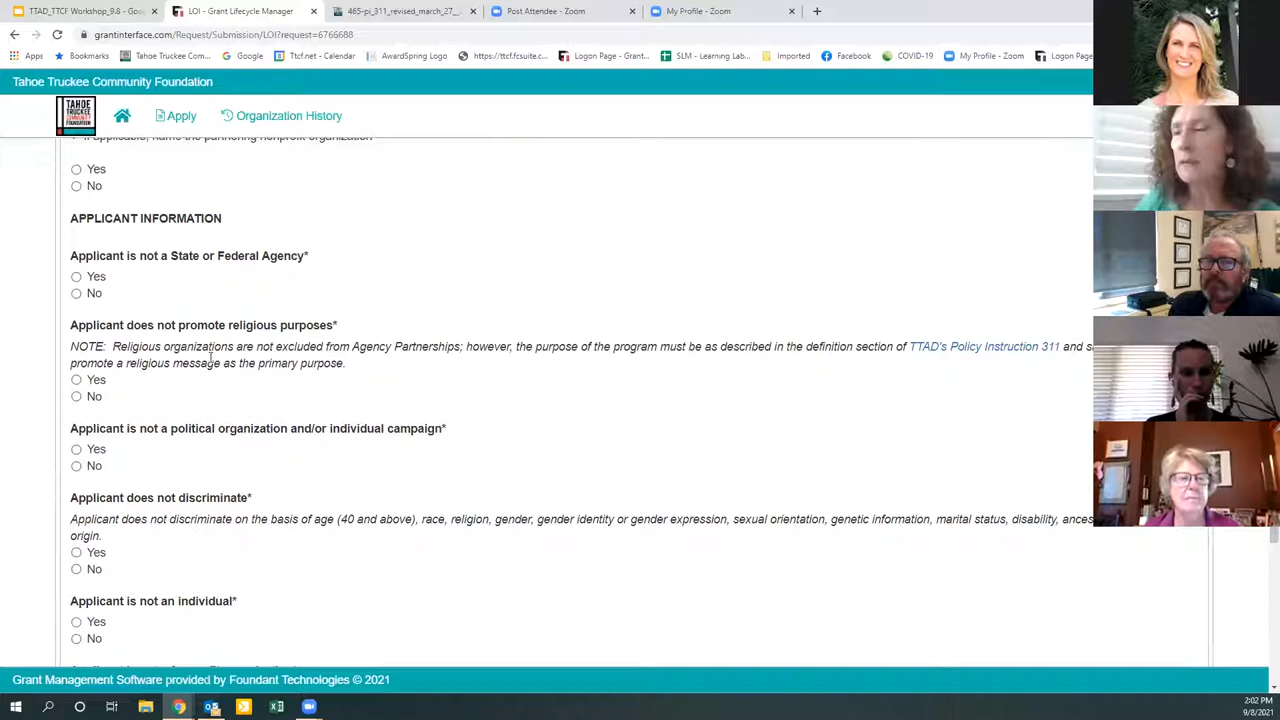 TTAD_TTCF Workshop_9.8 - Go
LOI - Grant Lifecycle Manager
465-pi_311_revised_march_27_
Post Attendee - Zoom
My Profile - Zoom
grantinterface.com/Request/Submission/LOI?request=6766688
Apps
Bookmarks
Tahoe Truckee Com...
Google
Ttcf.net - Calendar
AwardSpring Logo
https://ttcf.fcsuite.c...
Logon Page - Grant...
SLM - Learning Lab...
Imported
Facebook
COVID-19
My Profile - Zoom
Logon Page
Tahoe Truckee Community Foundation
TAHOE
TRUCKEE
COMMUNITY
FOUNDATION
Apply
Organization History
applicable, name the partnering nonprofit organization
Yes
No
APPLICANT INFORMATION
Applicant is not a State or Federal Agency*
Yes
No
Applicant does not promote religious purposes*
NOTE: Religious organizations are not excluded from Agency Partnerships; however, the purpose of the program must be as described in the definition section of TTAD's Policy Instruction 311 and s
promote a religious message as the primary purpose.
Yes
No
Applicant is not a political organization and/or individual campaign*
Yes
No
Applicant does not discriminate*
Applicant does not discriminate on the basis of age (40 and above), race, religion, gender, gender identity or gender expression, sexual orientation, genetic information, marital status, disability, ances
origin.
Yes
No
Applicant is not an individual*
Yes
No
Grant Management Software provided by Foundant Technologies © 2021
2:02 PM
9/8/2021